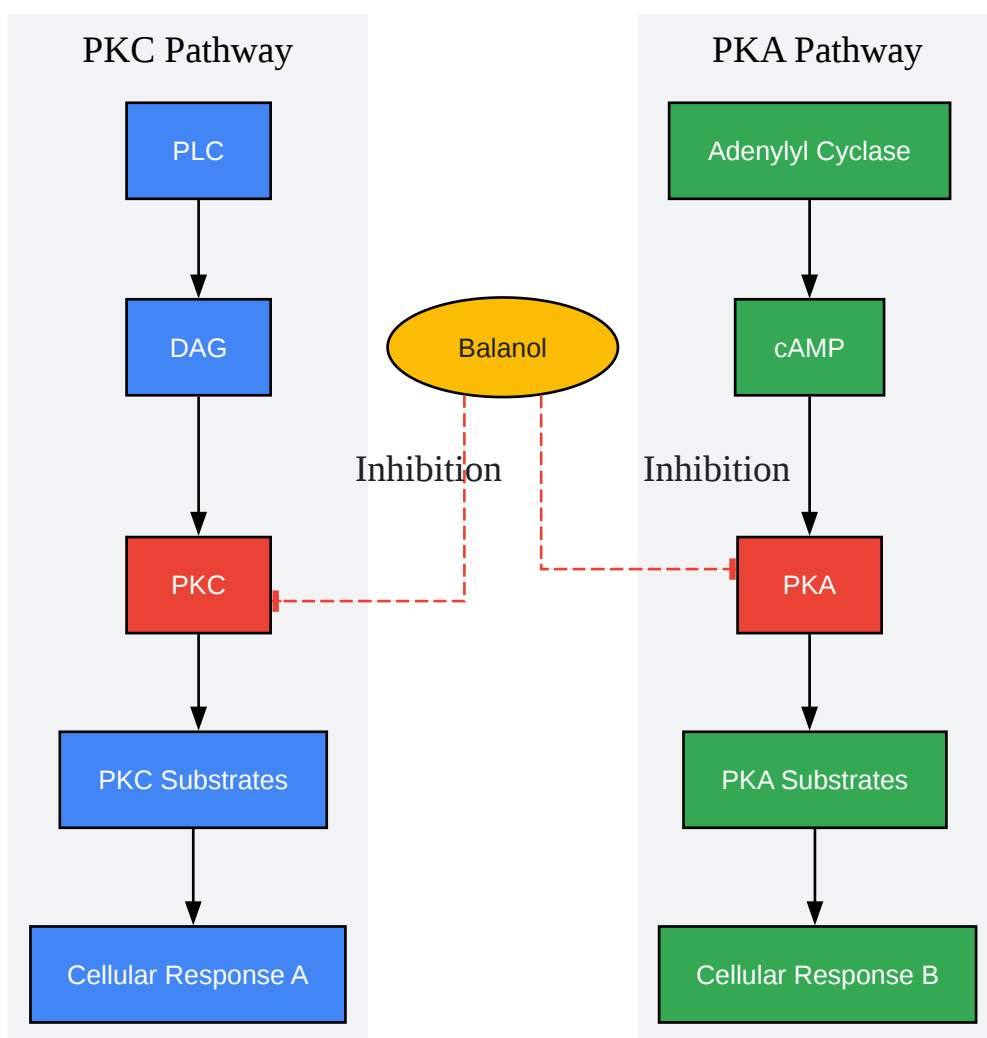 PKC Pathway
PLC
DAG
PKC
PKC Substrates
Cellular Response A
Balanol
Inhibition
Inhibition
PKA Pathway
Adenylyl Cyclase
cAMP
PKA
PKA Substrates
Cellular Response B